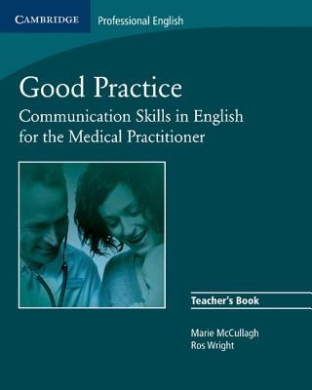 CAMBRIDGE Professional English
Good Practice
Communication Skills in English
for the Medical Practitioner
Teacher's Book
Marie McCullagh
Ros Wright